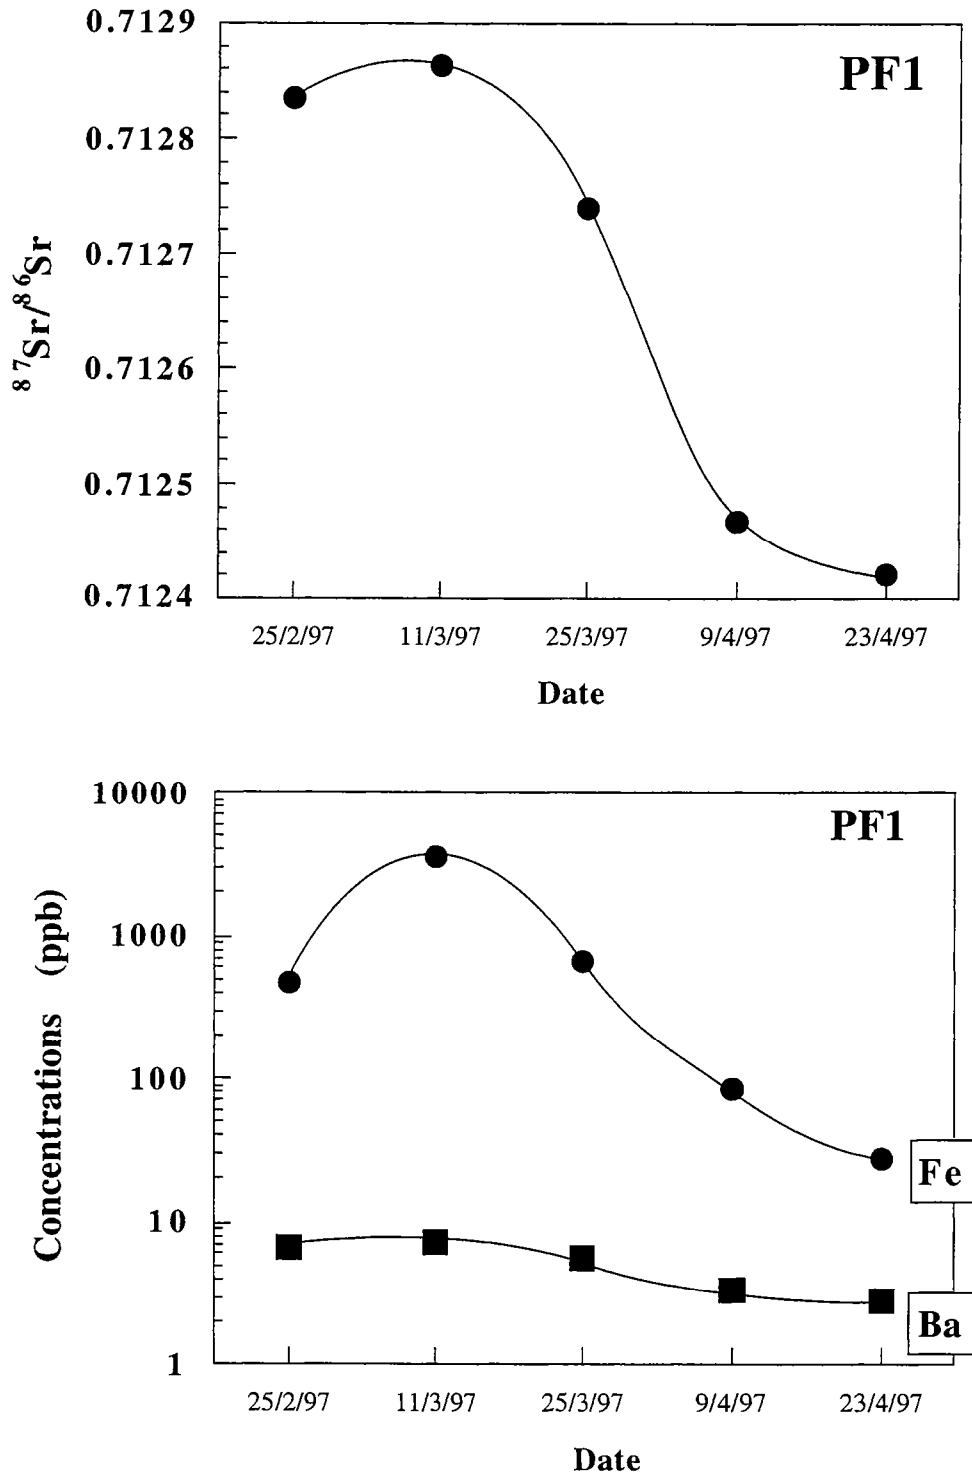 0.7129
PF1
0.7128
0.7127
0.7126
0.7125
0.7124
⁸⁷Sr/⁸⁶Sr
25/2/97 11/3/97 25/3/97 9/4/97 23/4/97
Date
10000
PF1
1000
100
10
1
Concentrations (ppb)
Fe
Ba
25/2/97 11/3/97 25/3/97 9/4/97 23/4/97
Date